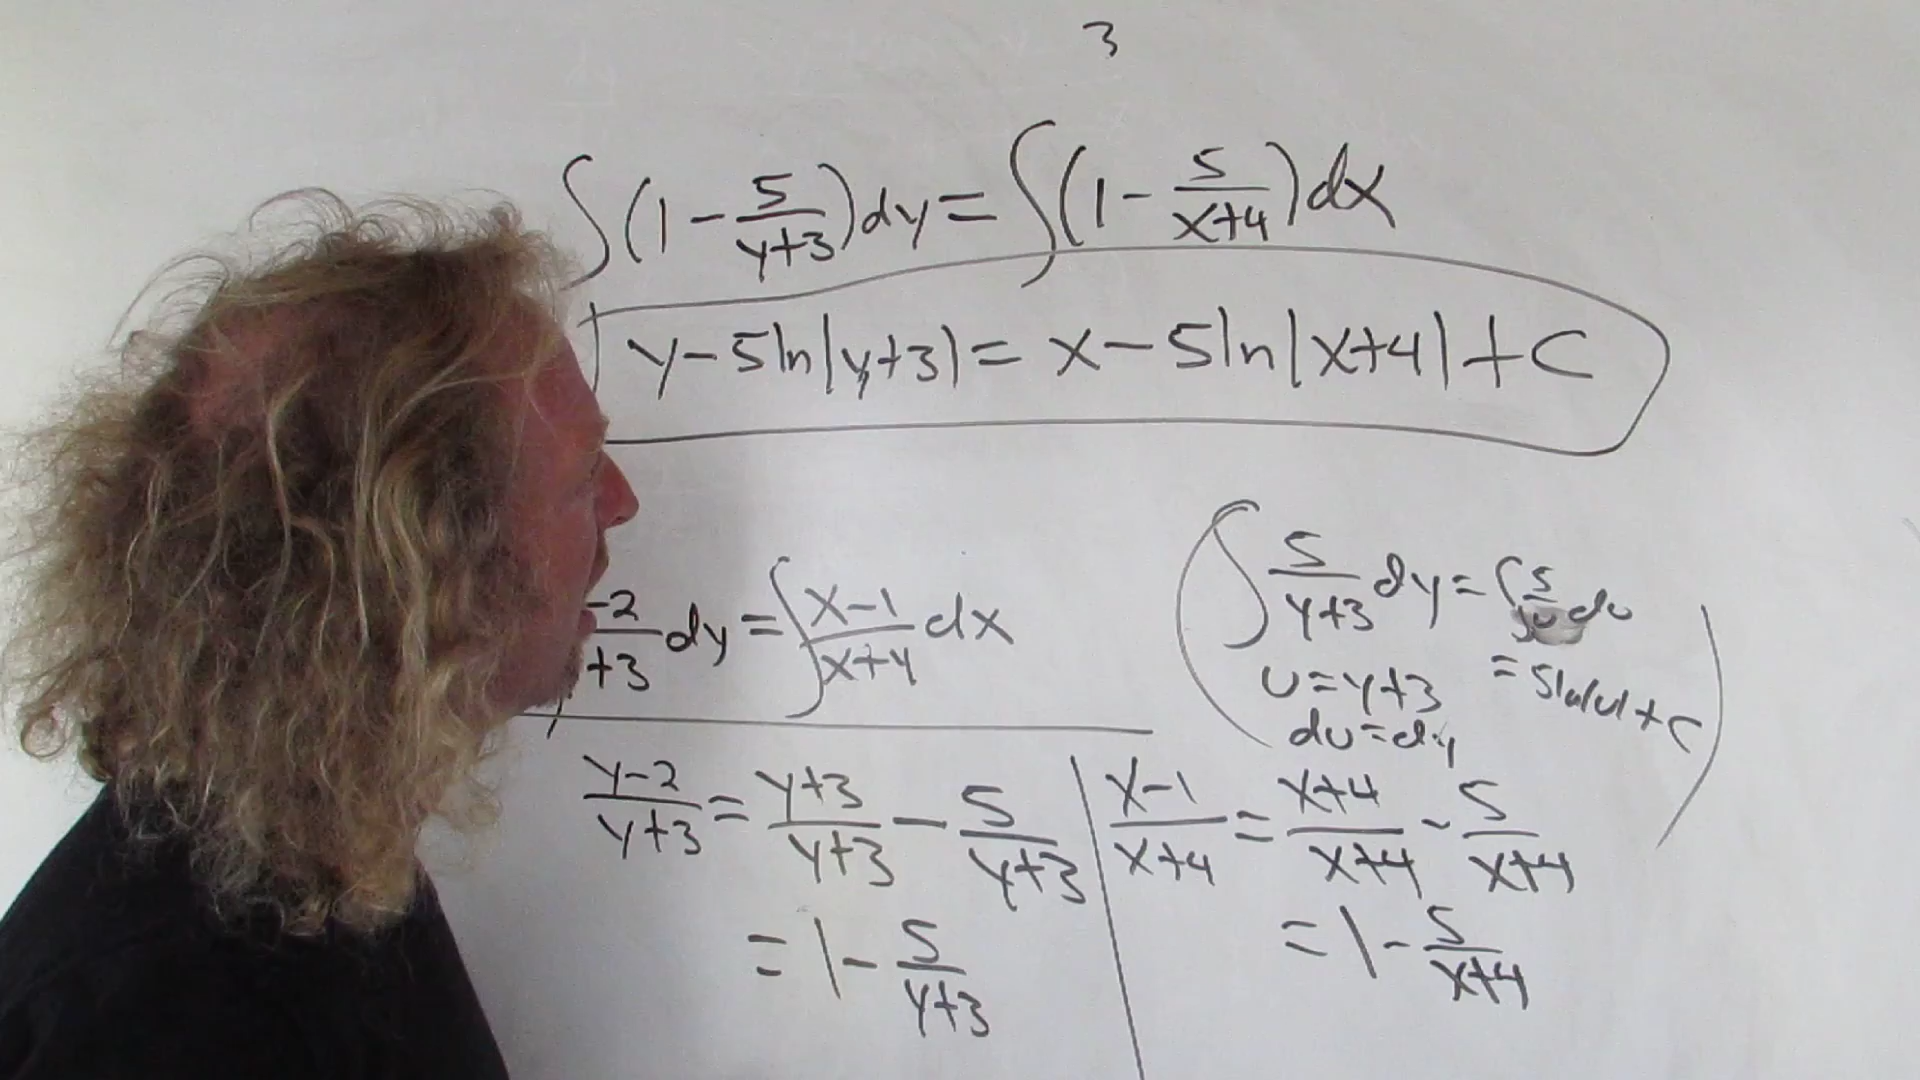 3
∫(1 - 5/(y+3))dy = ∫(1 - 5/(x+4))dx
y - 5ln|y+3| = x - 5ln|x+4| + C
-2/+3 dy = ∫ (x-1)/(x+4) dx
∫ 5/(y+3) dy = ∫ 5/u du
u = y+3
= 5ln|u| + C
du = dy
(y-2)/(y+3) = (y+3)/(y+3) - 5/(y+3)
= 1 - 5/(y+3)
(x-1)/(x+4) = (x+4)/(x+4) - 5/(x+4)
= 1 - 5/(x+4)